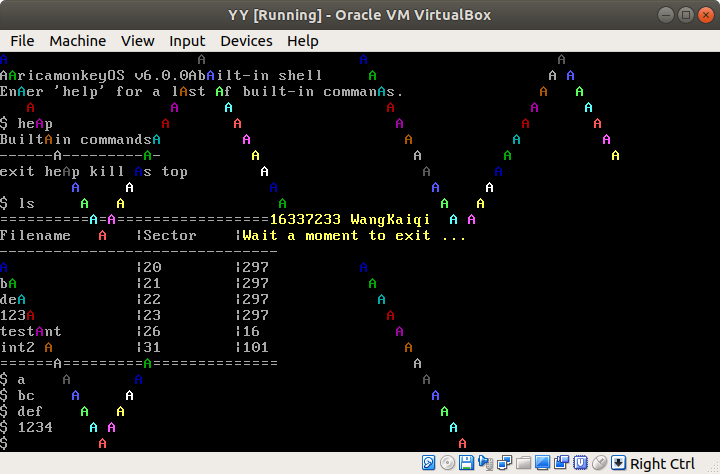 YY [Running] - Oracle VM VirtualBox
File Machine View Input Devices Help
A A A A
AAricamonkeyOS v6.0.0AbAilt-in shell A A A
EnAer 'help' for a lAst Af built-in commanAs. A A
A A A A A A
$ heAp A A A A A
BuiltAin commandsA A A A A
------A---------A- A A A A
exit heAp kill As top A A A
A A A A A
$ ls A A A A A
==========A=A=================16337233 WangKaiqi A A
Filename A ¦Sector ¦Wait a moment to exit ...
-------------------------------
A ¦20 ¦297 A
bA ¦21 ¦297 A
deA ¦22 ¦297 A
123A ¦23 ¦297 A
testAnt ¦26 ¦16 A
int2 A ¦31 ¦101 A
======A=========A============== A
$ a A A A
$ bc A A A
$ def A A A
$ 1234 A A A
$ A A
Right Ctrl